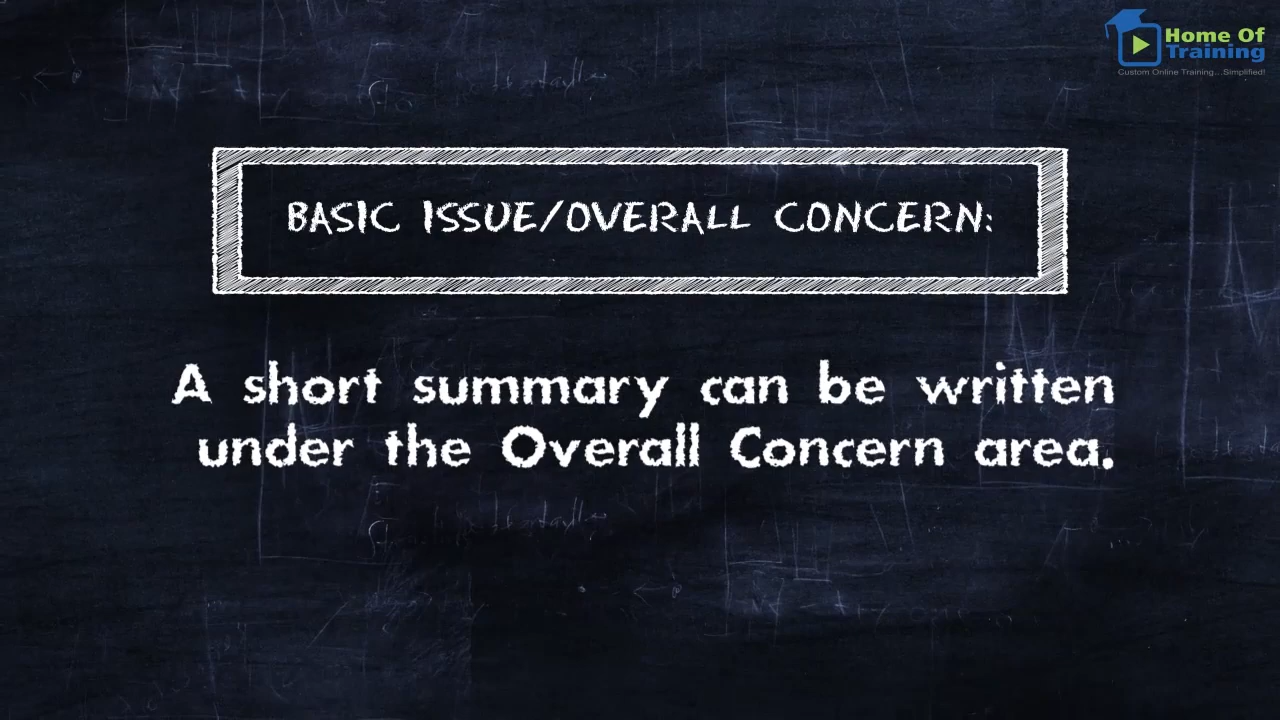 Home Of
Training
Custom Online Training...Simplified!
BASIC ISSUE/OVERALL CONCERN:
A short summary can be written
under the Overall Concern area.